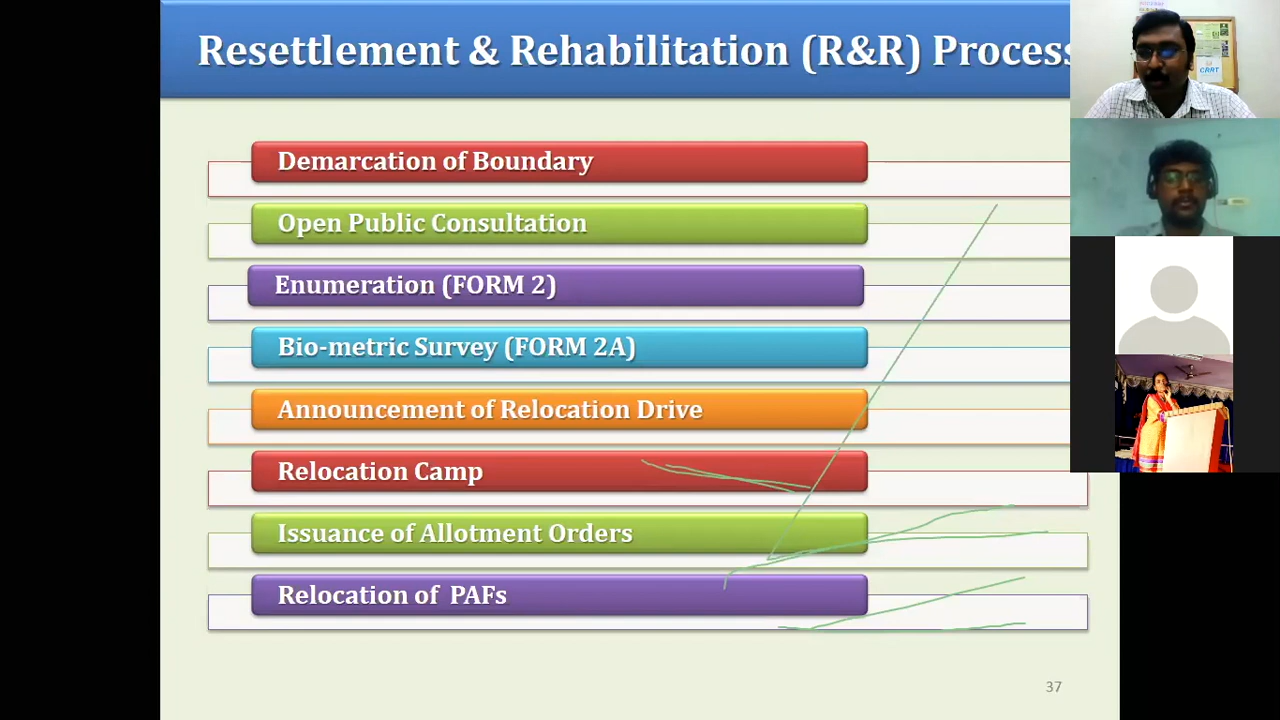 Resettlement & Rehabilitation (R&R) Process
CRRT
Demarcation of Boundary
Open Public Consultation
Enumeration (FORM 2)
Bio-metric Survey (FORM 2A)
Announcement of Relocation Drive
Relocation Camp
Issuance of Allotment Orders
Relocation of PAFs
37